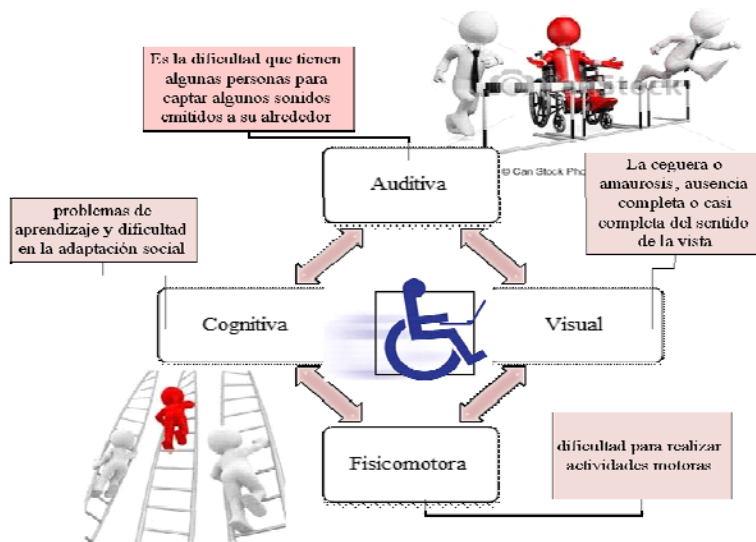 Es la dificultad que tienen
algunas personas para
captar algunos sonidos
emitidos a su alrededor
CanStock
© Can Stock Pho
Auditiva
La ceguera o
amaurosis, ausencia
completa o casi
completa del sentido
de la vista
problemas de
aprendizaje y dificultad
en la adaptación social
Cognitiva
Visual
Fisicomotora
dificultad para realizar
actividades motoras